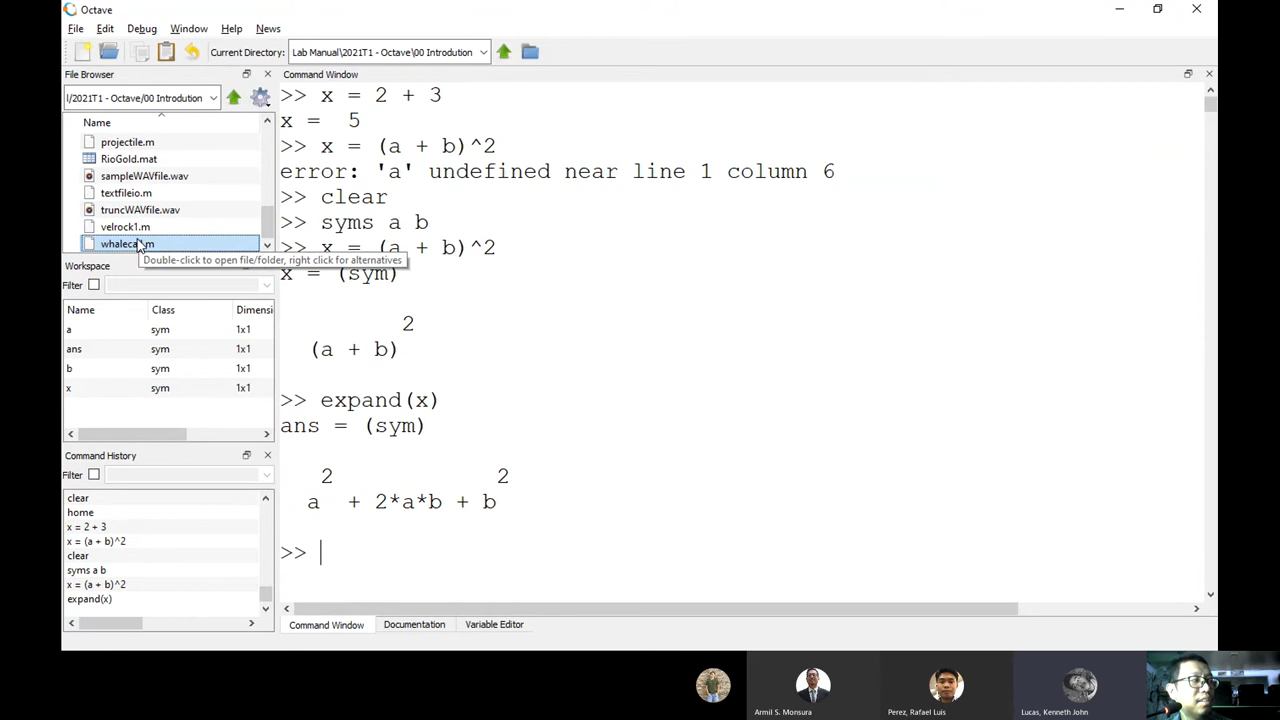 Octave
File Edit Debug Window Help News
Current Directory: Lab Manual\2021T1 - Octave\00 Introdution
File Browser
l/2021T1 - Octave/00 Introdution
Name
projectile.m
RioGold.mat
sampleWAVfile.wav
textfileio.m
truncWAVfile.wav
velrock1.m
Double-click to open file/folder, right click for alternatives
Workspace
Filter
Name Class Dimensi
a sym 1x1
ans sym 1x1
b sym 1x1
x sym 1x1
Command History
Filter
clear
home
x = 2 + 3
x = (a + b)^2
clear
syms a b
x = (a + b)^2
expand(x)
Command Window
>> x = 2 + 3
x = 5
>> x = (a + b)^2
error: 'a' undefined near line 1 column 6
>> clear
>> syms a b
>> x = (a + b)^2
x = (sym)
2
(a + b)
>> expand(x)
ans = (sym)
2 2
a + 2*a*b + b
>>
Command Window Documentation Variable Editor
Armil S. Monsura
Perez, Rafael Luis
Lucas, Kenneth John